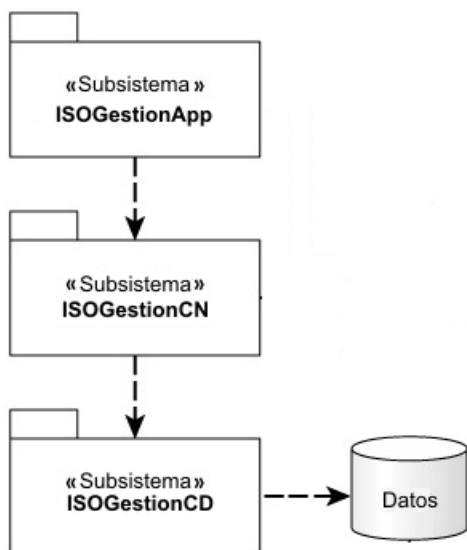 «Subsistema»
ISOGestionApp
«Subsistema»
ISOGestionCN
«Subsistema»
ISOGestionCD
Datos